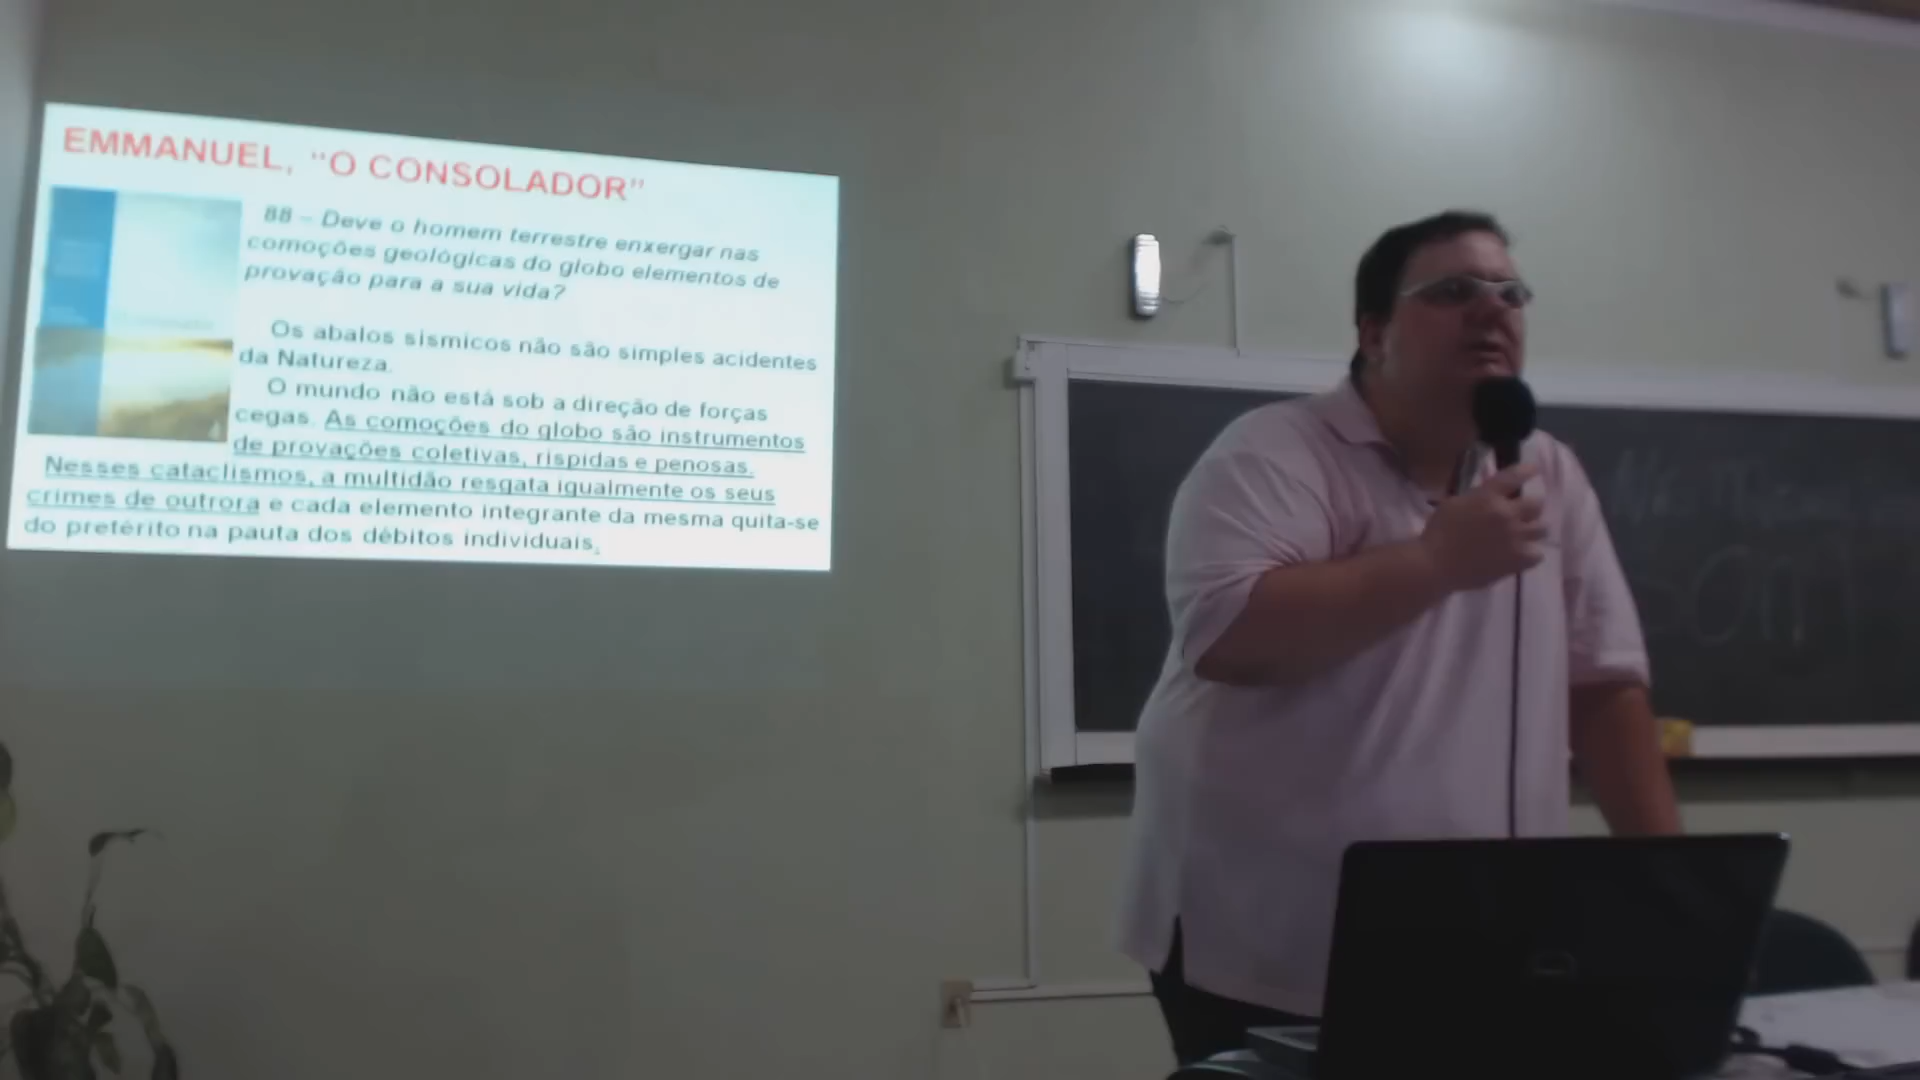 EMMANUEL, "O CONSOLADOR"
88 – Deve o homem terrestre enxergar nas
comoções geológicas do globo elementos de
provação para a sua vida?
Os abalos sísmicos não são simples acidentes
da Natureza.
O mundo não está sob a direção de forças
cegas. As comoções do globo são instrumentos
de provações coletivas, ríspidas e penosas.
Nesses cataclismos, a multidão resgata igualmente os seus
crimes de outrora e cada elemento integrante da mesma quita-se
do pretérito na pauta dos débitos individuais.